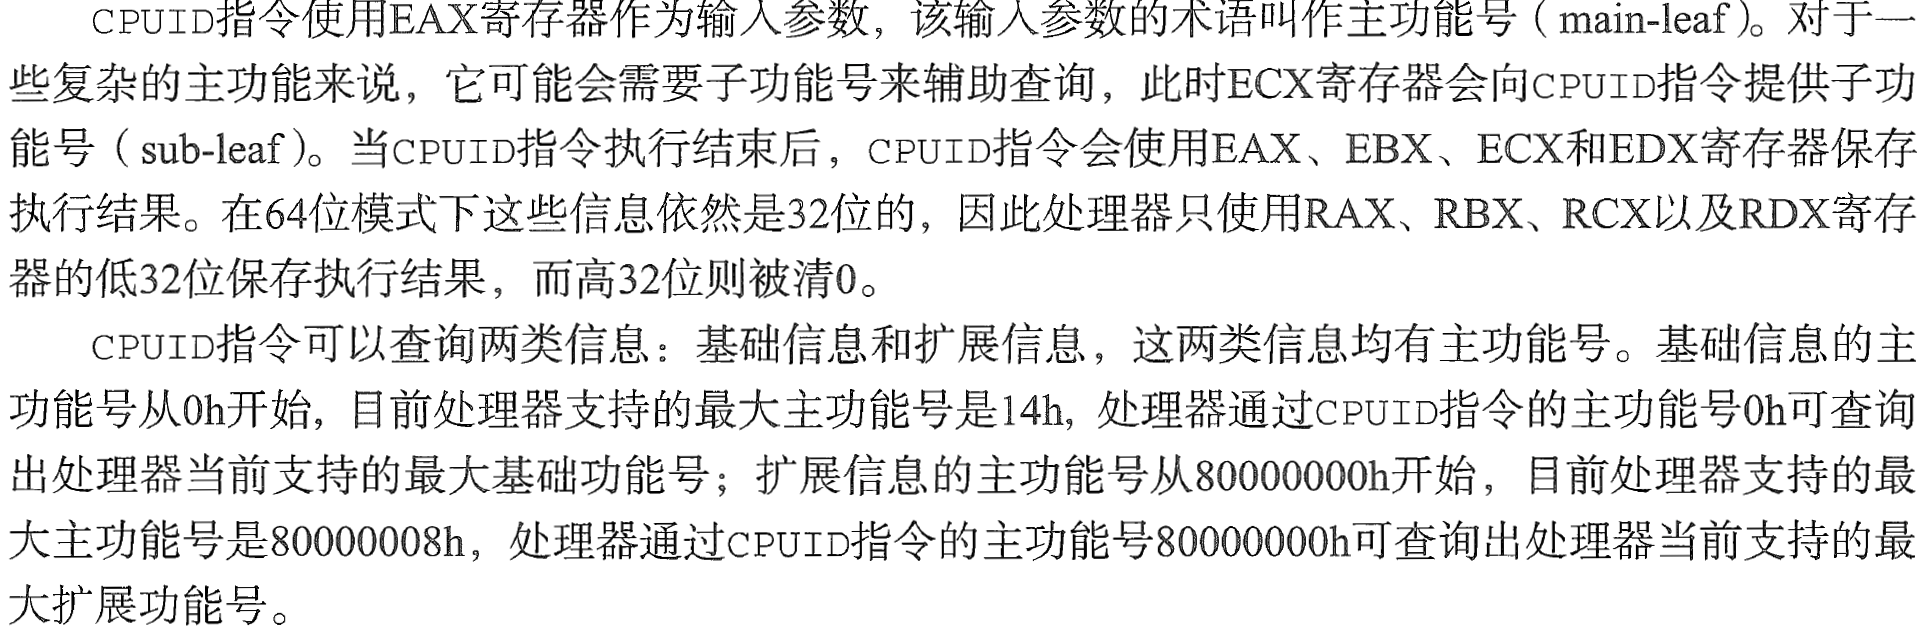 CPUID指令使用EAX寄存器作为输入参数，该输入参数的术语叫作主功能号（main-leaf）。对于一
些复杂的主功能来说，它可能会需要子功能号来辅助查询，此时ECX寄存器会向CPUID指令提供子功
能号（sub-leaf）。当CPUID指令执行结束后，CPUID指令会使用EAX、EBX、ECX和EDX寄存器保存
执行结果。在64位模式下这些信息依然是32位的，因此处理器只使用RAX、RBX、RCX以及RDX寄存
器的低32位保存执行结果，而高32位则被清0。
CPUID指令可以查询两类信息：基础信息和扩展信息，这两类信息均有主功能号。基础信息的主
功能号从0h开始，目前处理器支持的最大主功能号是14h，处理器通过CPUID指令的主功能号0h可查询
出处理器当前支持的最大基础功能号；扩展信息的主功能号从80000000h开始，目前处理器支持的最
大主功能号是80000008h，处理器通过CPUID指令的主功能号80000000h可查询出处理器当前支持的最
大扩展功能号。